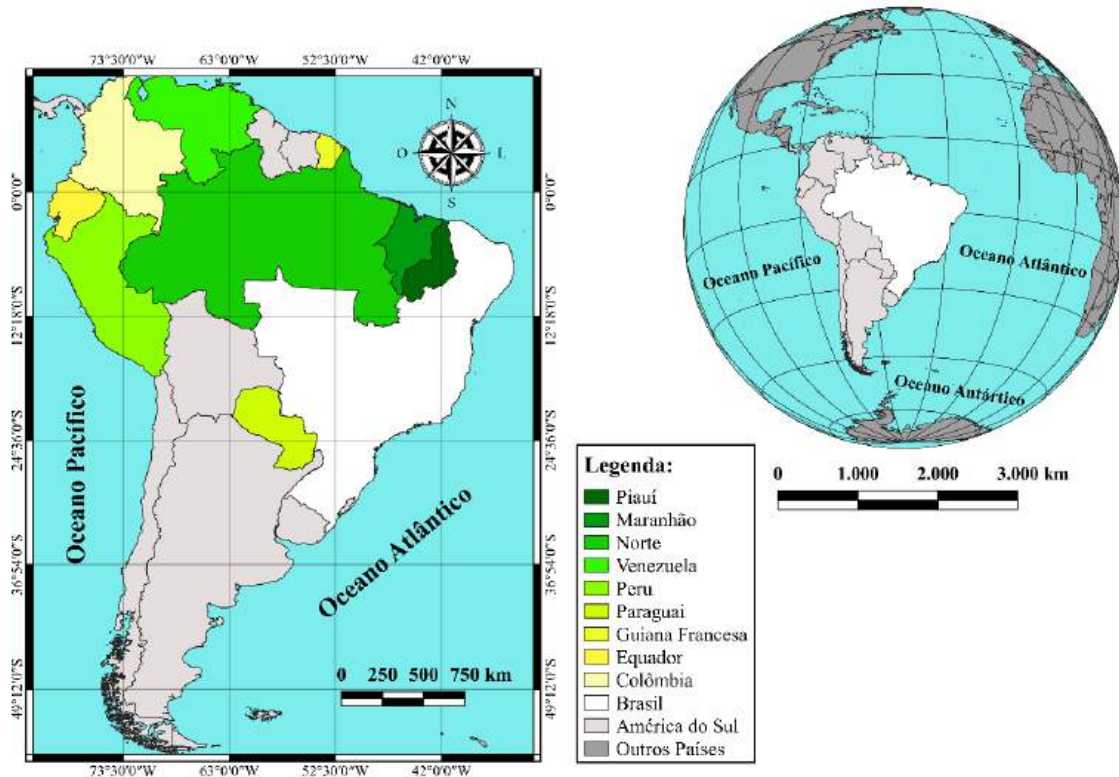 73°30'0"W 63°0'0"W 52°30'0"W 42°0'0"W
N
O L
S
0°0'0" 0°0'0"
12°18'0"S 12°18'0"S
24°36'0"S 24°36'0"S
36°54'0"S 36°54'0"S
49°12'0"S 49°12'0"S
Oceano Pacífico
Oceano Atlântico
0 250 500 750 km
73°30'0"W 63°0'0"W 52°30'0"W 42°0'0"W
Oceano Pacífico
Oceano Atlântico
Oceano Antártico
0 1.000 2.000 3.000 km
Legenda:
Piauí
Maranhão
Norte
Venezuela
Peru
Paraguai
Guiana Francesa
Equador
Colômbia
Brasil
América do Sul
Outros Países